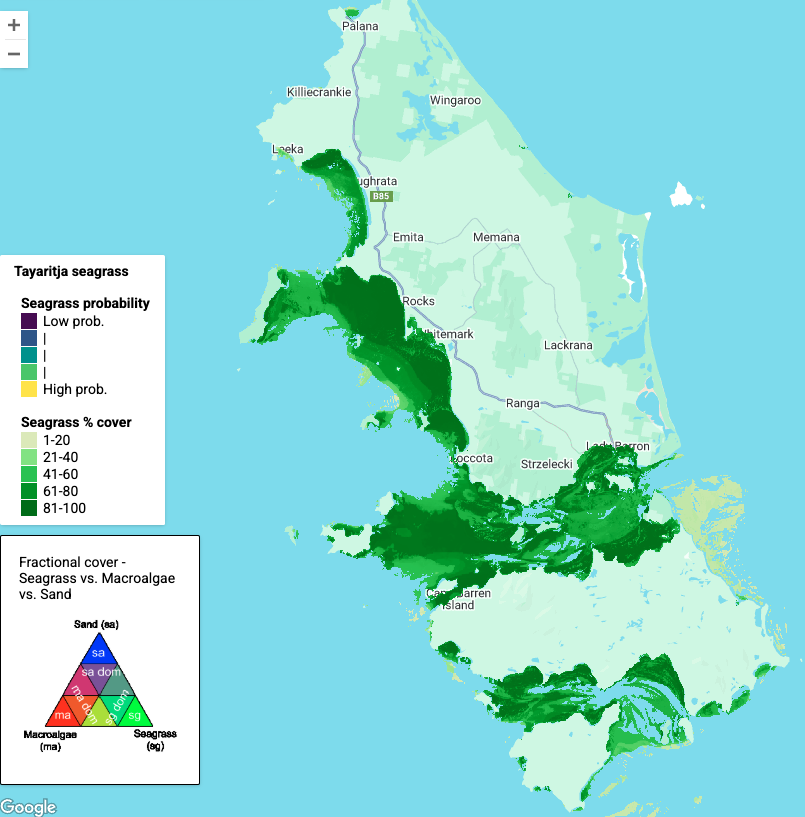 +
−
Palana
Killiecrankie
Wingaroo
Leeka
ughrata
B85
Emita
Memana
Rocks
Whitemark
Lackrana
Ranga
Lady Barron
Loccota
Strzelecki
Cape Barren
Island
Tayaritja seagrass
Seagrass probability
Low prob.
|
|
|
High prob.
Seagrass % cover
1-20
21-40
41-60
61-80
81-100
Fractional cover -
Seagrass vs. Macroalgae
vs. Sand
Sand (sa)
sa
sa dom
ma dom
sg dom
ma
sg
Macroalgae
(ma)
Seagrass
(sg)
Google